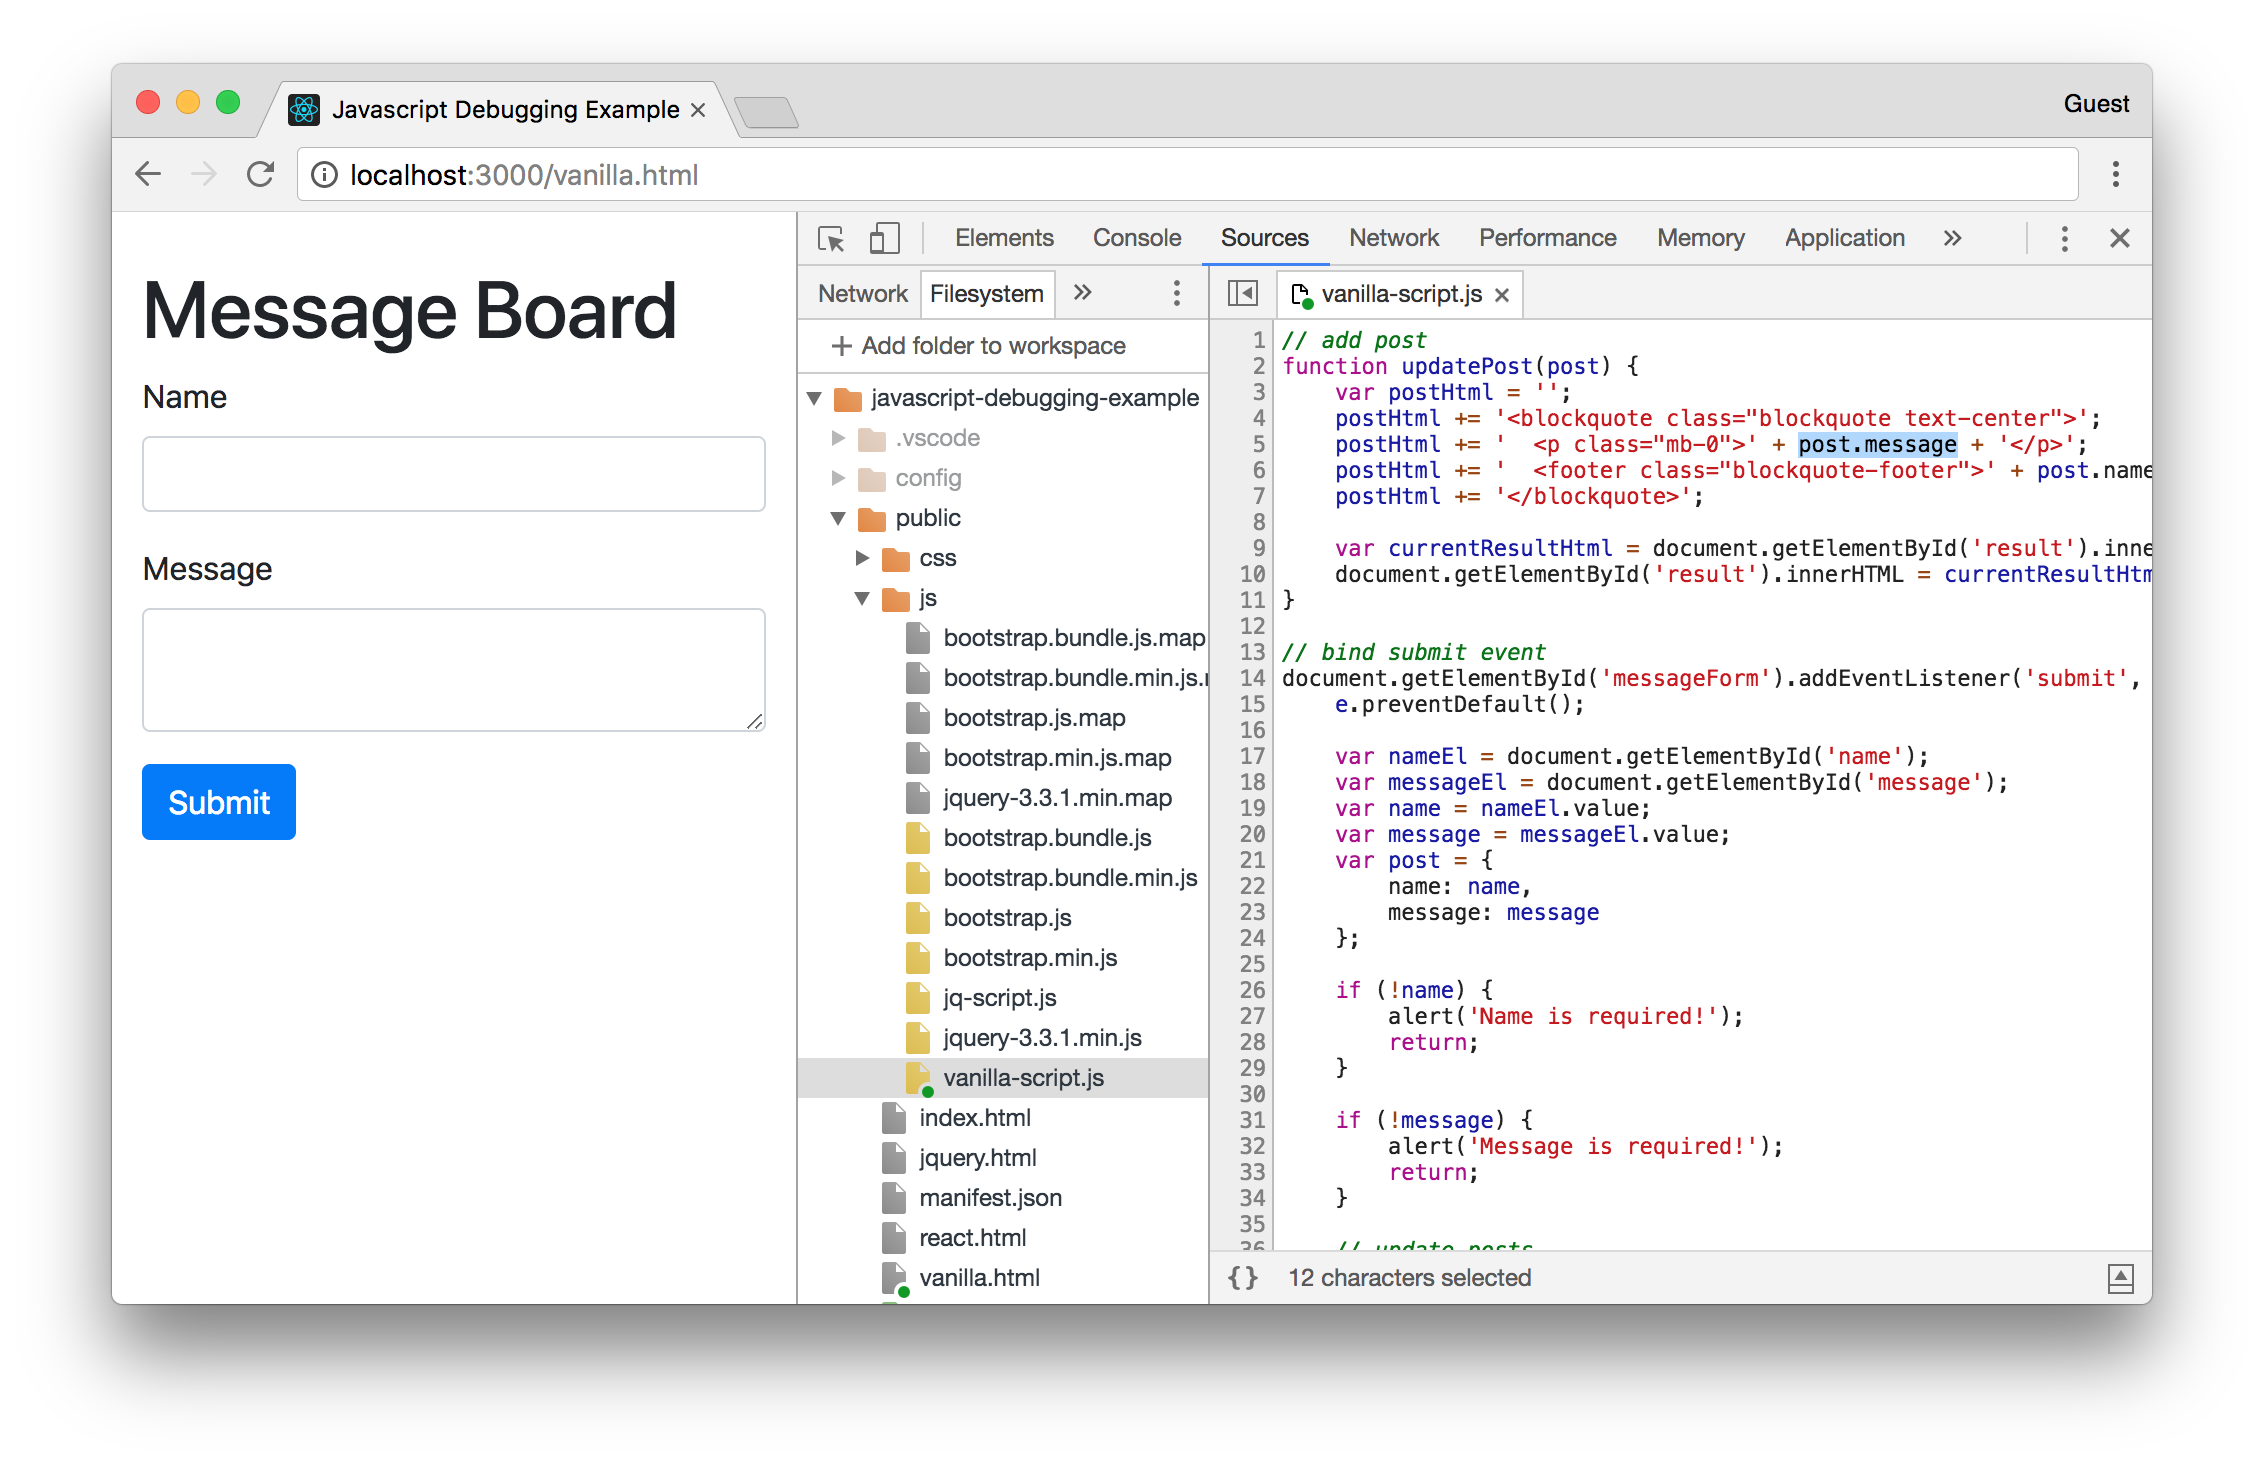 Javascript Debugging Example
Guest
localhost:3000/vanilla.html
Message Board
Name
Message
Submit
Elements Console Sources Network Performance Memory Application
Network Filesystem
+ Add folder to workspace
javascript-debugging-example
.vscode
config
public
css
js
bootstrap.bundle.js.map
bootstrap.bundle.min.js.
bootstrap.js.map
bootstrap.min.js.map
jquery-3.3.1.min.map
bootstrap.bundle.js
bootstrap.bundle.min.js
bootstrap.js
bootstrap.min.js
jq-script.js
jquery-3.3.1.min.js
vanilla-script.js
index.html
jquery.html
manifest.json
react.html
vanilla.html
vanilla-script.js
1 // add post
2 function updatePost(post) {
3     var postHtml = '';
4     postHtml += '<blockquote class="blockquote text-center">';
5     postHtml += '  <p class="mb-0">' + post.message + '</p>';
6     postHtml += '  <footer class="blockquote-footer">' + post.name
7     postHtml += '</blockquote>';
8
9     var currentResultHtml = document.getElementById('result').inne
10     document.getElementById('result').innerHTML = currentResultHtm
11 }
12
13 // bind submit event
14 document.getElementById('messageForm').addEventListener('submit',
15     e.preventDefault();
16
17     var nameEl = document.getElementById('name');
18     var messageEl = document.getElementById('message');
19     var name = nameEl.value;
20     var message = messageEl.value;
21     var post = {
22         name: name,
23         message: message
24     };
25
26     if (!name) {
27         alert('Name is required!');
28         return;
29     }
30
31     if (!message) {
32         alert('Message is required!');
33         return;
34     }
35
36     // update posts
{} 12 characters selected